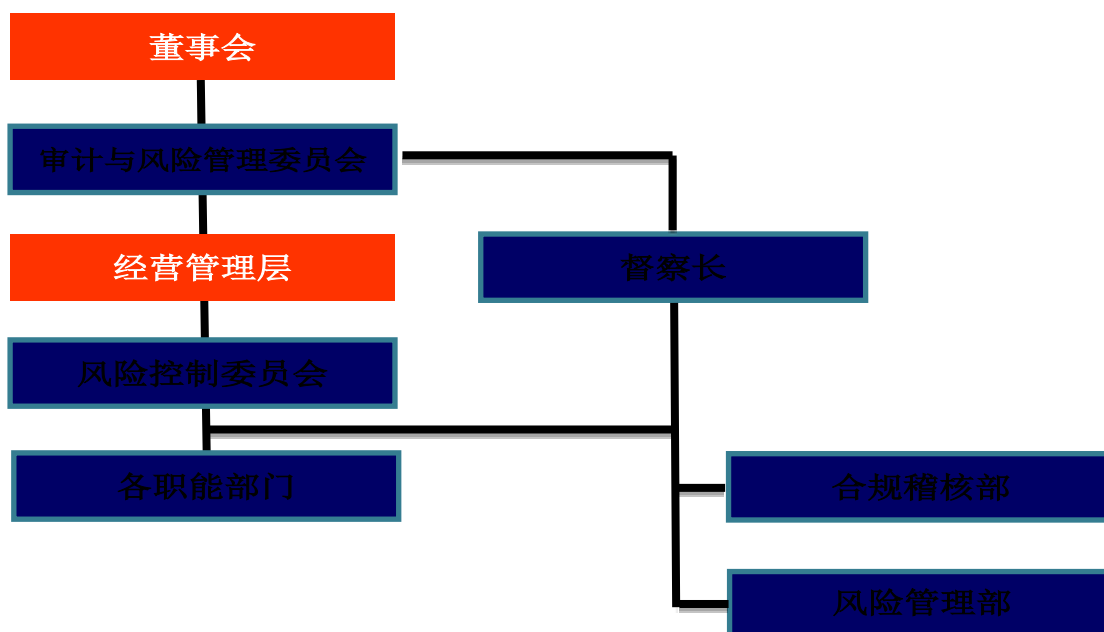 董事会
审计与风险管理委员会
经营管理层
督察长
风险控制委员会
各职能部门
合规稽核部
风险管理部